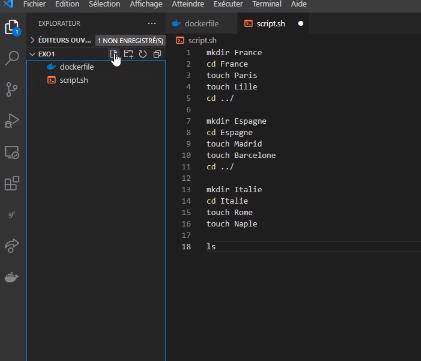 Fichier Edition Sélection Affichage Atteindre Exécuter Terminal Aide
EXPLORATEUR ...
dockerfile
script.sh
ÉDITEURS OUV... 1 NON ENREGISTRÉ(S)
script.sh
EXO1
dockerfile
script.sh
1
1 mkdir France
2 cd France
3 touch Paris
4 touch Lille
5 cd ../
6
7 mkdir Espagne
8 cd Espagne
9 touch Madrid
10 touch Barcelone
11 cd ../
12
13 mkdir Italie
14 cd Italie
15 touch Rome
16 touch Naple
17
18 ls